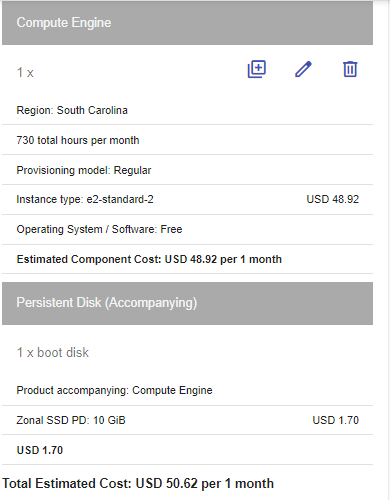 Compute Engine
1 x
Region: South Carolina
730 total hours per month
Provisioning model: Regular
Instance type: e2-standard-2 USD 48.92
Operating System / Software: Free
Estimated Component Cost: USD 48.92 per 1 month
Persistent Disk (Accompanying)
1 x boot disk
Product accompanying: Compute Engine
Zonal SSD PD: 10 GiB USD 1.70
USD 1.70
Total Estimated Cost: USD 50.62 per 1 month